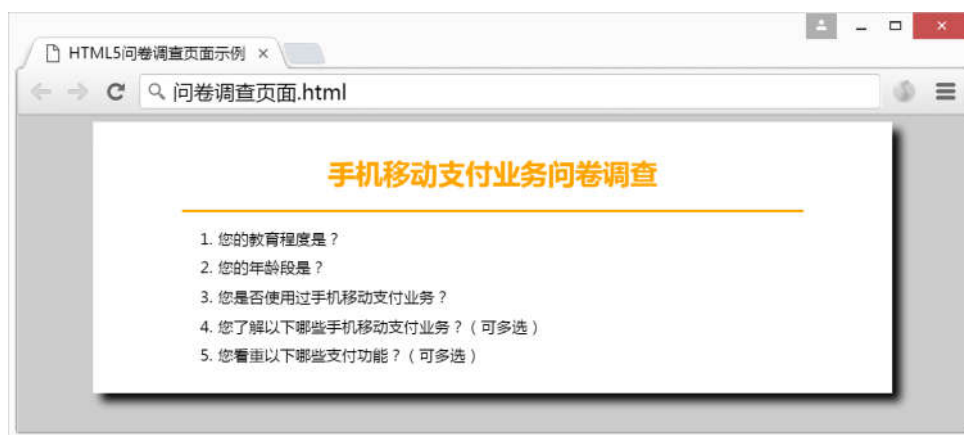 HTML5问卷调查页面示例
问卷调查页面.html
手机移动支付业务问卷调查
1. 您的教育程度是？
2. 您的年龄段是？
3. 您是否使用过手机移动支付业务？
4. 您了解以下哪些手机移动支付业务？（可多选）
5. 您看重以下哪些支付功能？（可多选）